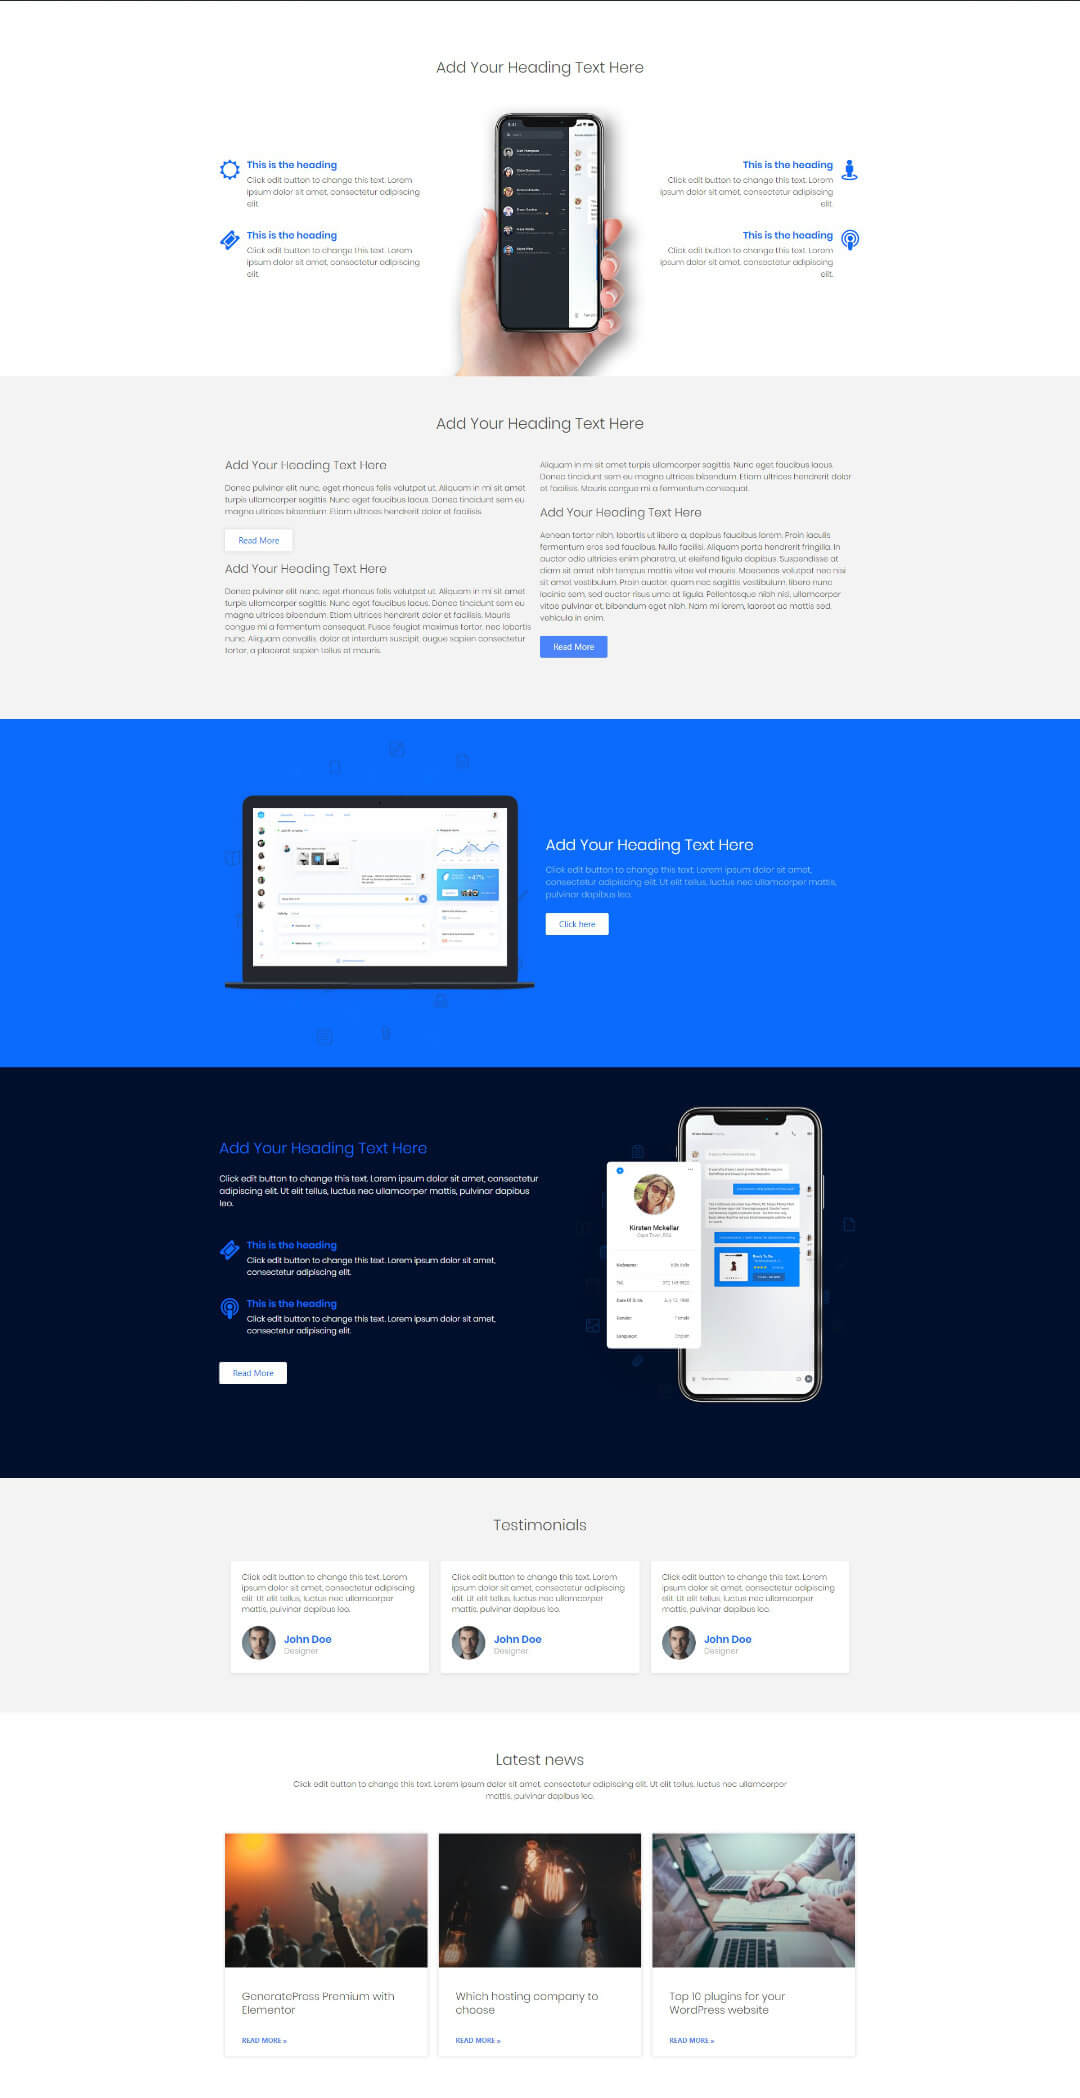 Add Your Heading Text Here
This is the heading
Click edit button to change this text. Lorem
ipsum dolor sit amet, consectetur adipiscing
elit.
This is the heading
Click edit button to change this text. Lorem
ipsum dolor sit amet, consectetur adipiscing
elit.
This is the heading
Click edit button to change this text. Lorem
ipsum dolor sit amet, consectetur adipiscing
elit.
This is the heading
Click edit button to change this text. Lorem
ipsum dolor sit amet, consectetur adipiscing
elit.
Add Your Heading Text Here
Add Your Heading Text Here
Donec pulvinar elit nunc, eget rhoncus felis volutpat ut. Aliquam in mi sit amet
turpis ullamcorper sagittis. Nunc eget faucibus lacus. Donec tincidunt sem eu
magna ultrices bibendum. Etiam ultrices hendrerit dolor et facilisis.
Read More
Add Your Heading Text Here
Donec pulvinar elit nunc, eget rhoncus felis volutpat ut. Aliquam in mi sit amet
turpis ullamcorper sagittis. Nunc eget faucibus lacus. Donec tincidunt sem eu
magna ultrices bibendum. Etiam ultrices hendrerit dolor et facilisis. Mauris
congue mi a fermentum consequat. Fusce feugiat maximus tortor, nec lobortis
nunc. Aliquam convallis, dolor at interdum suscipit, augue sapien consectetur
tortor, a placerat sapien tellus at mauris.
Aliquam in mi sit amet turpis ullamcorper sagittis. Nunc eget faucibus lacus.
Donec tincidunt sem eu magna ultrices bibendum. Etiam ultrices hendrerit dolor
et facilisis. Mauris congue mi a fermentum consequat.
Add Your Heading Text Here
Aenean tortor nibh, lobortis ut libero a, dapibus faucibus lorem. Proin iaculis
fermentum eros sed faucibus. Nulla facilisi. Aliquam porta hendrerit fringilla. In
auctor odio ultricies enim pharetra, ut eleifend ligula dapibus. Suspendisse at
diam sit amet nibh tempus mattis vitae vel mauris. Maecenas volutpat nec nisi
sit amet vestibulum. Proin auctor, quam nec sagittis vestibulum, libero nunc
lacinia sem, sed auctor risus urna at ligula. Pellentesque nibh nisl, ullamcorper
vitae pulvinar et, bibendum eget nibh. Nam mi lorem, laoreet ac mattis sed,
vehicula in enim.
Read More
+47%
Add Your Heading Text Here
Click edit button to change this text. Lorem ipsum dolor sit amet,
consectetur adipiscing elit. Ut elit tellus, luctus nec ullamcorper mattis,
pulvinar dapibus leo.
Click here
Add Your Heading Text Here
Click edit button to change this text. Lorem ipsum dolor sit amet, consectetur
adipiscing elit. Ut elit tellus, luctus nec ullamcorper mattis, pulvinar dapibus
leo.
This is the heading
Click edit button to change this text. Lorem ipsum dolor sit amet,
consectetur adipiscing elit.
This is the heading
Click edit button to change this text. Lorem ipsum dolor sit amet,
consectetur adipiscing elit.
Read More
Kirsten Mckellar
Nickname:
Tel:
Date Of Birth:
Gender: Female
Language: English
Testimonials
Click edit button to change this text. Lorem
ipsum dolor sit amet, consectetur adipiscing
elit. Ut elit tellus, luctus nec ullamcorper
mattis, pulvinar dapibus leo.
John Doe
Designer
Click edit button to change this text. Lorem
ipsum dolor sit amet, consectetur adipiscing
elit. Ut elit tellus, luctus nec ullamcorper
mattis, pulvinar dapibus leo.
John Doe
Designer
Click edit button to change this text. Lorem
ipsum dolor sit amet, consectetur adipiscing
elit. Ut elit tellus, luctus nec ullamcorper
mattis, pulvinar dapibus leo.
John Doe
Designer
Latest news
Click edit button to change this text. Lorem ipsum dolor sit amet, consectetur adipiscing elit. Ut elit tellus, luctus nec ullamcorper
mattis, pulvinar dapibus leo.
GeneratePress Premium with
Elementor
READ MORE »
Which hosting company to
choose
READ MORE »
Top 10 plugins for your
WordPress website
READ MORE »